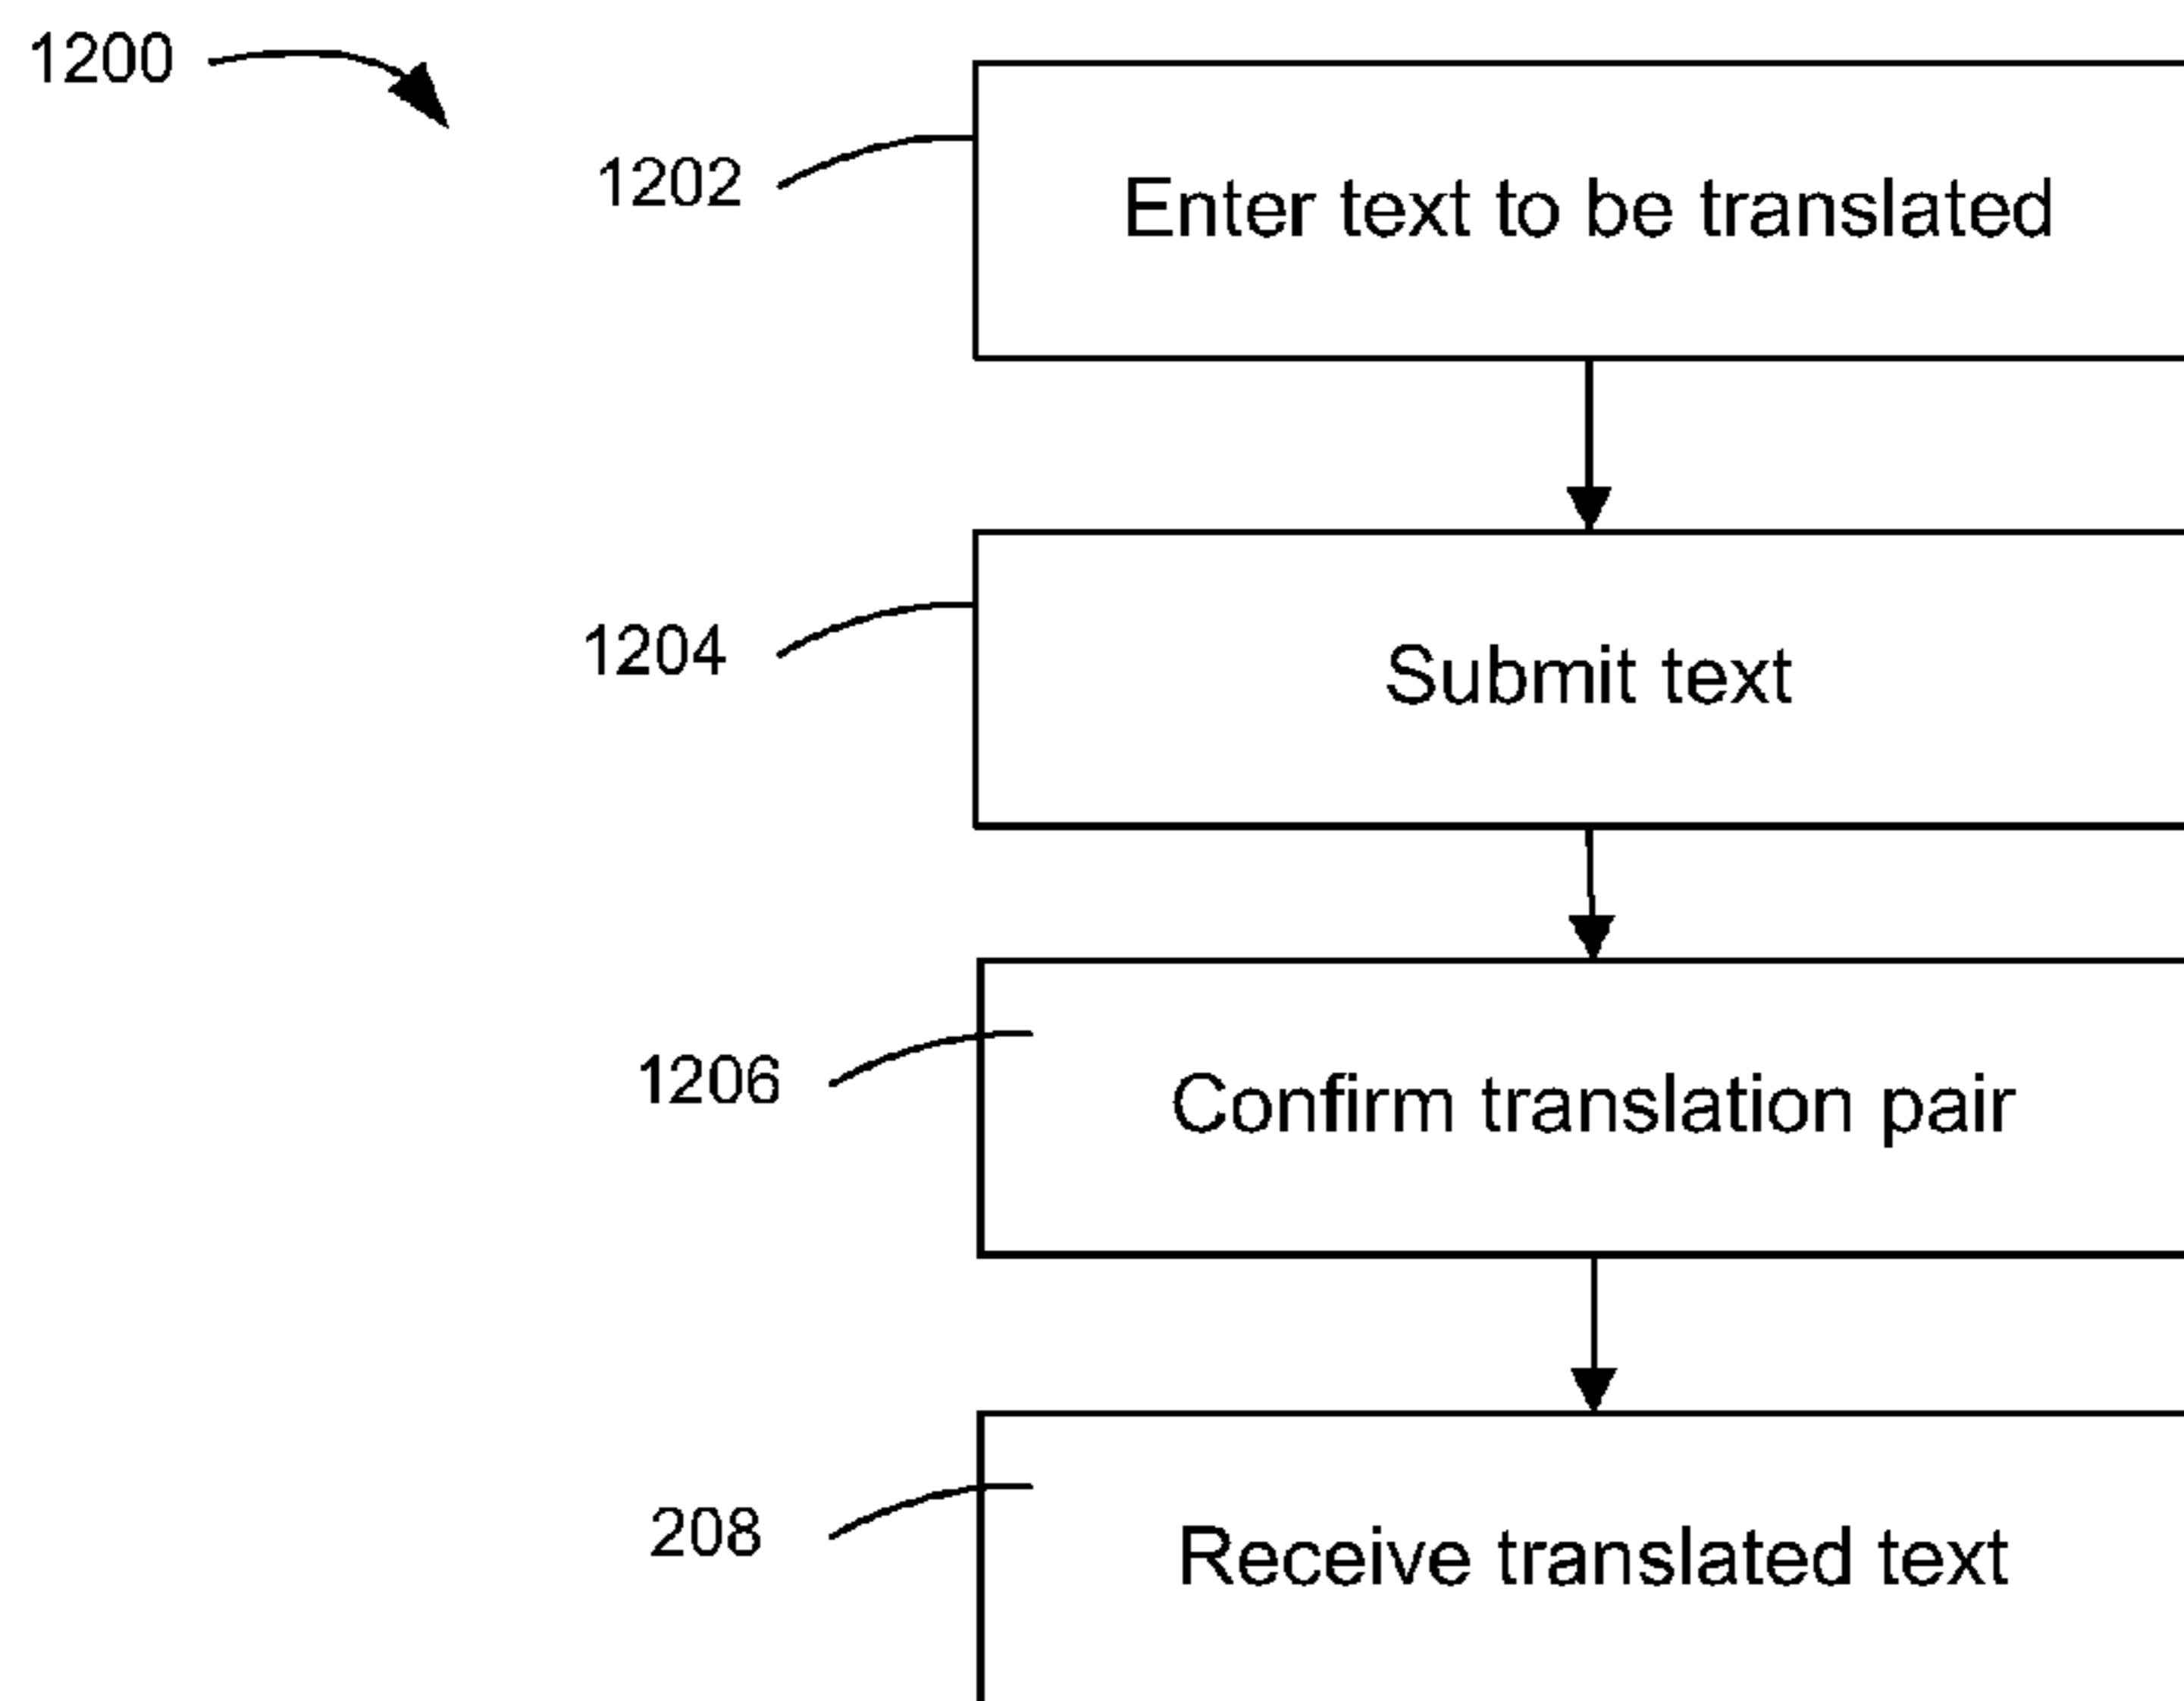 1200
1202
Enter text to be translated
1204
Submit text
1206
Confirm translation pair
208
Receive translated text